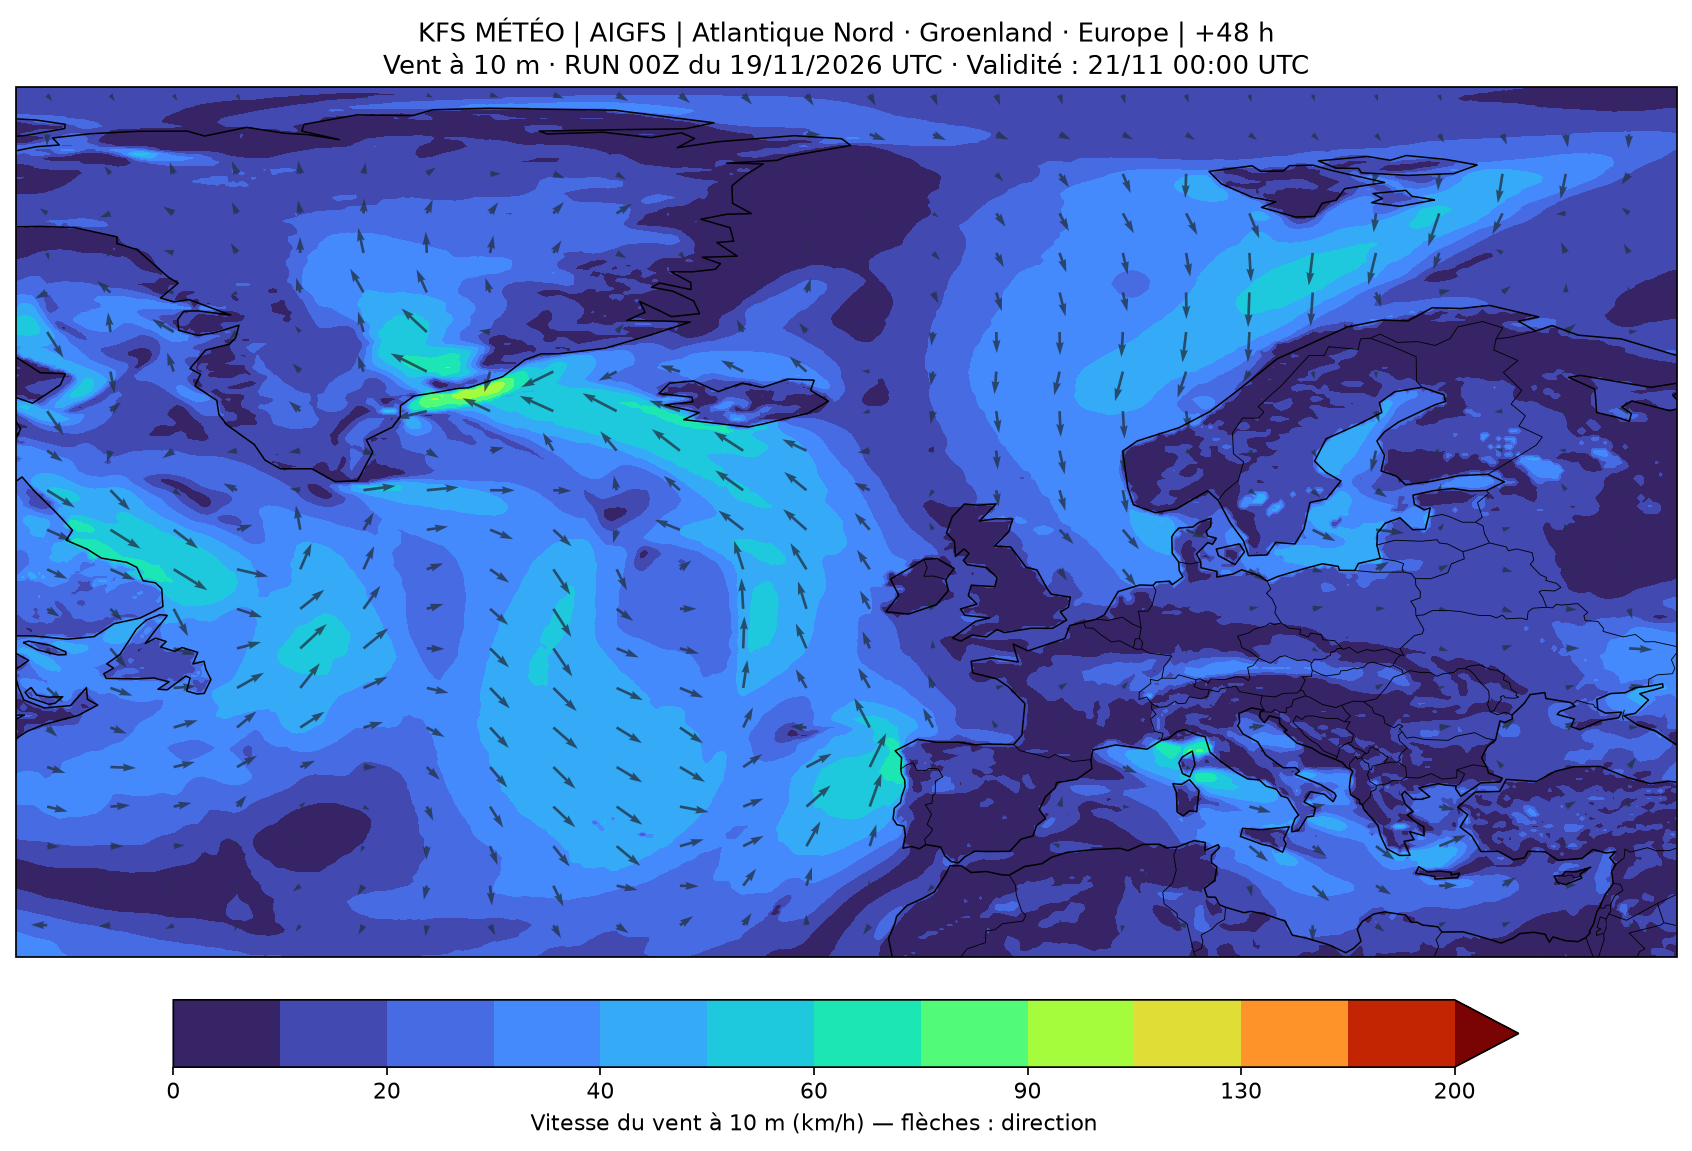 KFS MÉTÉO | AIGFS | Atlantique Nord · Groenland · Europe | +48 h
Vent à 10 m · RUN 00Z du 19/11/2026 UTC · Validité : 21/11 00:00 UTC
0 20 40 60 90 130 200
Vitesse du vent à 10 m (km/h) — flèches : direction